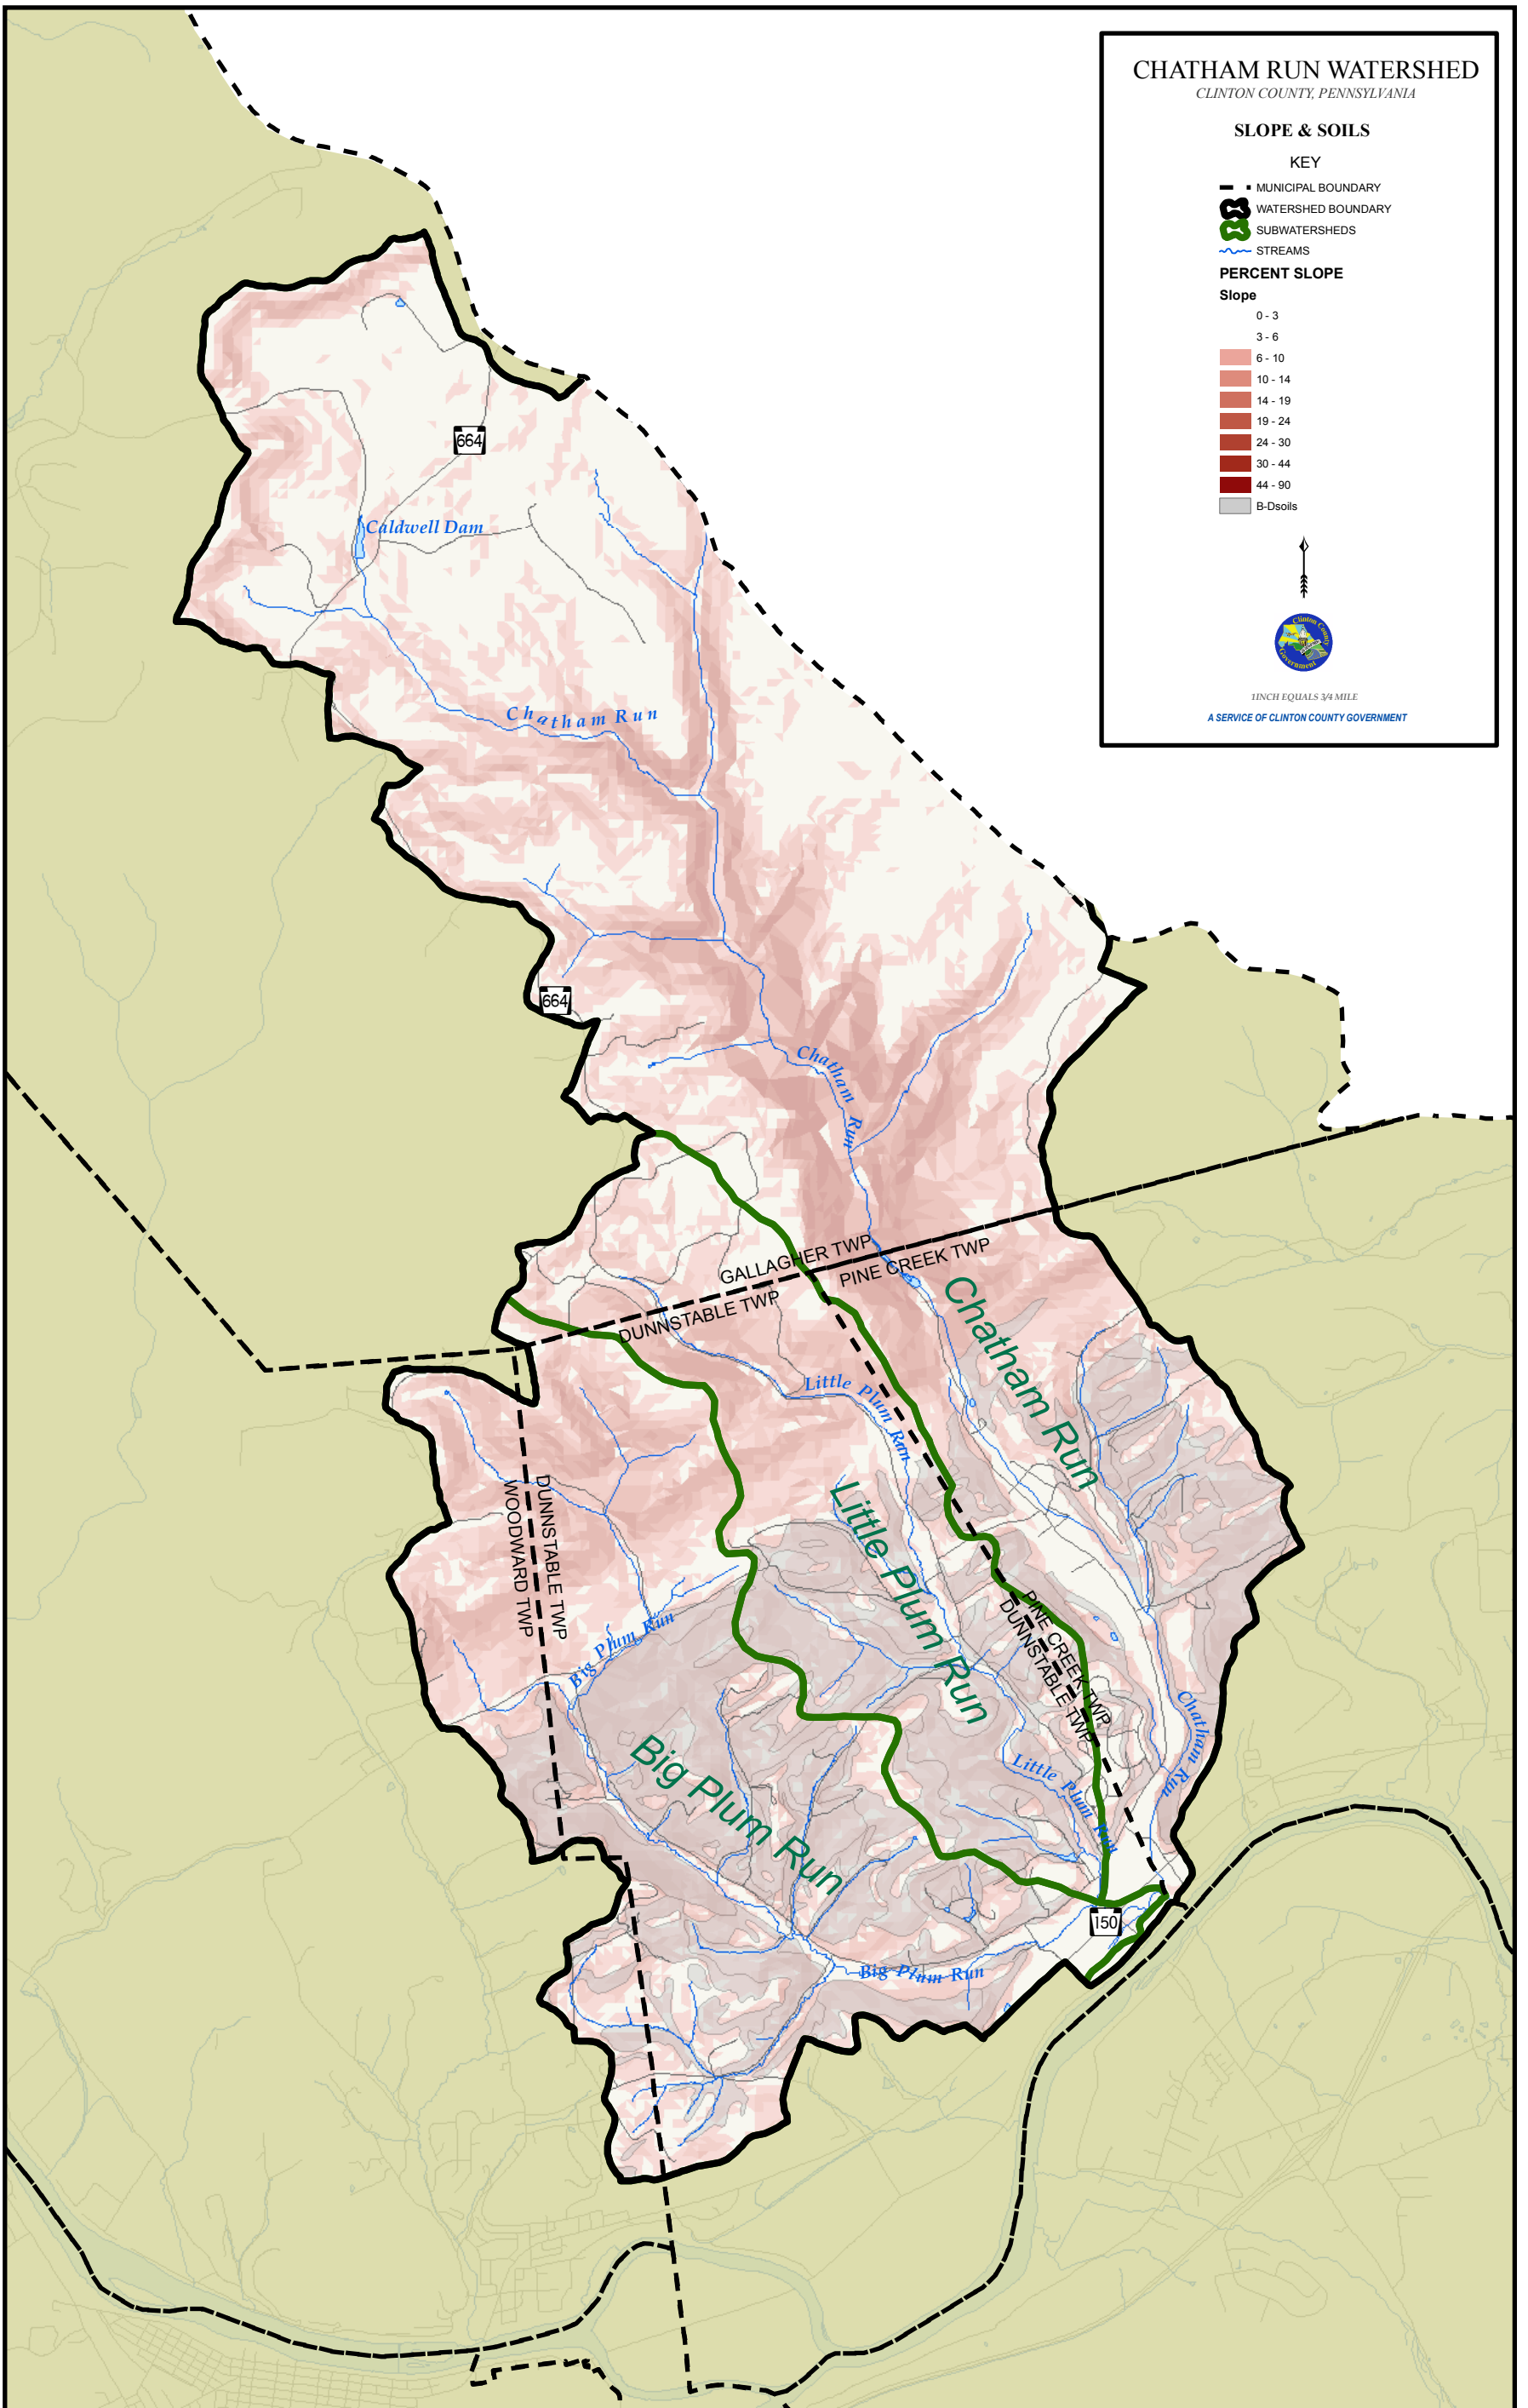 CHATHAM RUN WATERSHED
CLINTON COUNTY, PENNSYLVANIA
SLOPE & SOILS
KEY
MUNICIPAL BOUNDARY
WATERSHED BOUNDARY
SUBWATERSHEDS
STREAMS
PERCENT SLOPE
Slope
0 - 3
3 - 6
6 - 10
10 - 14
14 - 19
19 - 24
24 - 30
30 - 44
44 - 90
B-Dsoils
Clinton County
Government
1INCH EQUALS 3/4 MILE
A SERVICE OF CLINTON COUNTY GOVERNMENT
664
Caldwell Dam
Chatham Run
664
Chatham Run
GALLAGHER TWP
PINE CREEK TWP
DUNNSTABLE TWP
Chatham Run
Little Plum Run
DUNNSTABLE TWP
WOODWARD TWP
Little Plum Run
Big Plum Run
PINE CREEK TWP
DUNNSTABLE TWP
Chatham Run
Big Plum Run
Little Plum Run
150
Big Plum Run